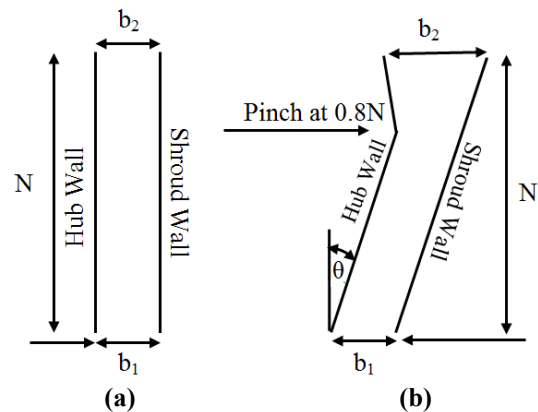 b₂
N
Hub Wall
Shroud Wall
b₁
(a)
b₂
Pinch at 0.8N
Hub Wall
Shroud Wall
N
θ
b₁
(b)